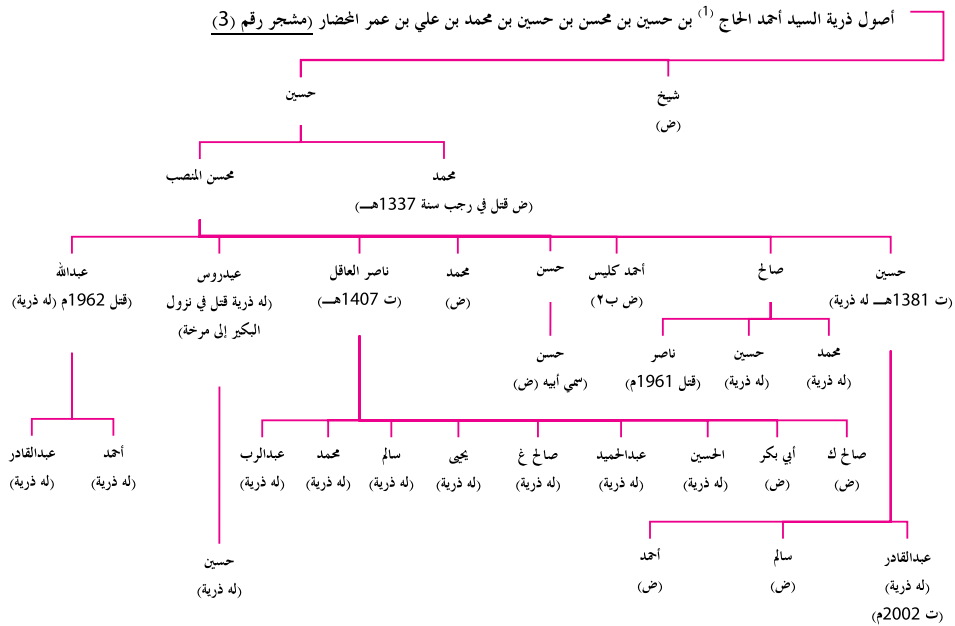 أصول ذرية السيد أحمد الحاج (1) بن حسين بن محسن بن حسين بن محمد بن علي بن عمر المحضار (مشجر رقم 3)
شيخ
(ض)
حسين
محمد
(ض قتل في رجب سنة 1337هـ)
محسن المنصب
حسين
(ت 1381هـ له ذرية)
صالح
أحمد كليس
(ض ب٢)
حسن
محمد
(ض)
ناصر العاقل
(ت 1407هـ)
عيدروس
(له ذرية قتل في نزول
البكير إلى مرخة)
عبدالله
(قتل 1962م (له ذرية)
محمد
(له ذرية)
حسين
(له ذرية)
ناصر
(قتل 1961م)
حسن
(سمي أبيه (ض)
صالح ك
(ض)
أبي بكر
(ض)
الحسين
(له ذرية)
عبدالحميد
(له ذرية)
صالح غ
(له ذرية)
يحيى
(له ذرية)
سالم
(له ذرية)
محمد
(له ذرية)
عبدالرب
(له ذرية)
أحمد
(له ذرية)
عبدالقادر
(له ذرية)
عبدالقادر
(له ذرية)
(ت 2002م)
سالم
(ض)
أحمد
(ض)
حسين
(له ذرية)